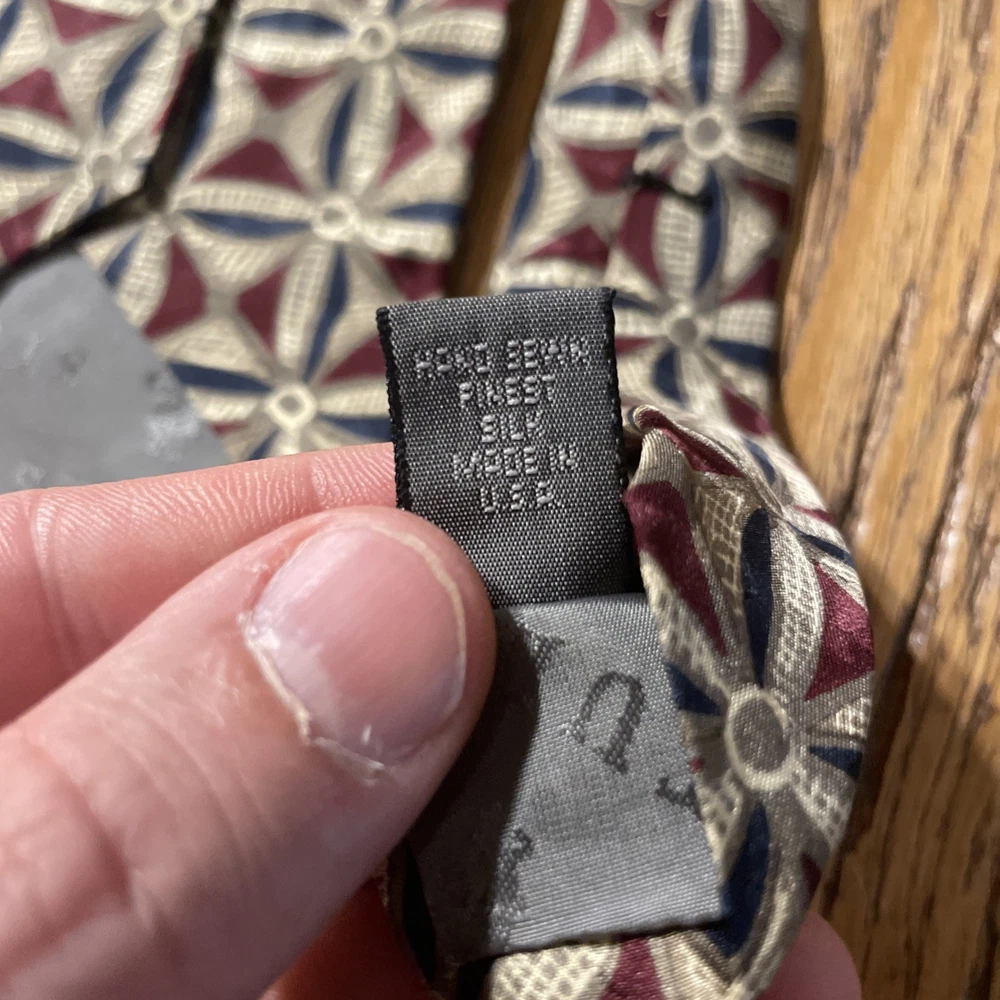 HAND SEWN
FINEST
SILK
MADE IN
U.S.A.